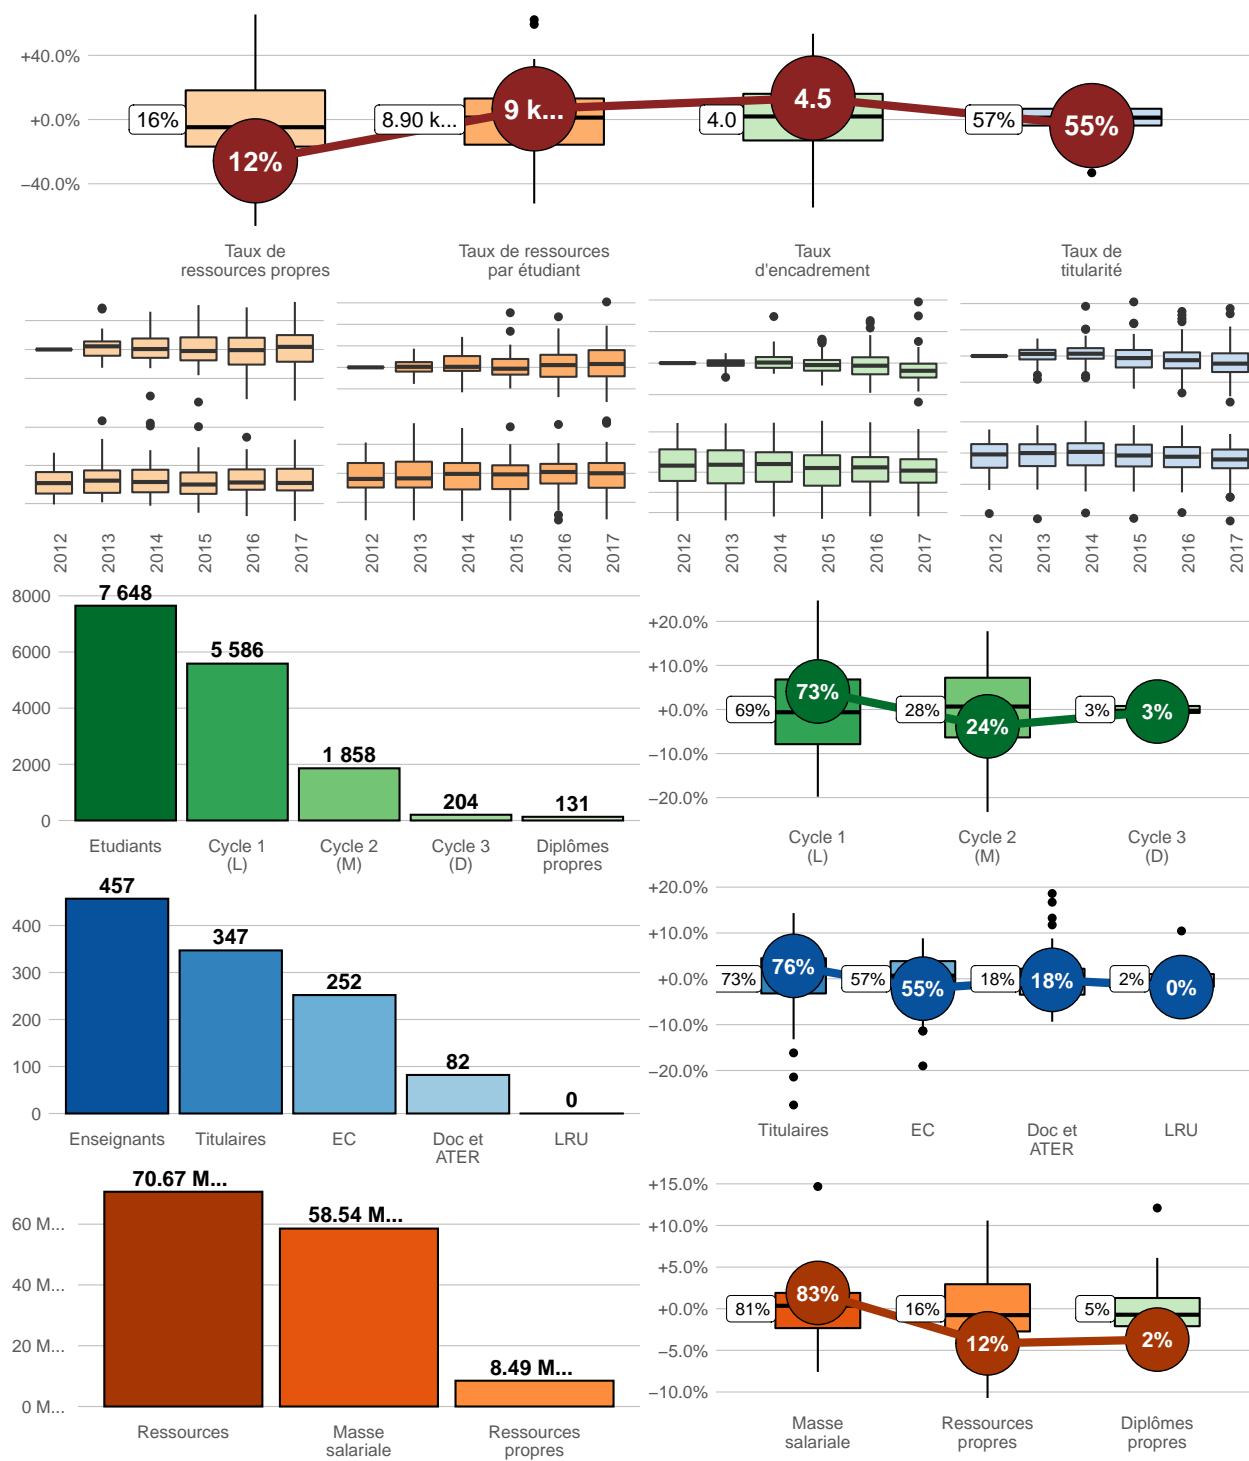 +40.0%
+0.0%
−40.0%
16%
12%
8.90 k...
9 k...
4.0
4.5
57%
55%
Taux de
ressources propres
Taux de ressources
par étudiant
Taux
d'encadrement
Taux de
titularité
2012
2013
2014
2015
2016
2017
2012
2013
2014
2015
2016
2017
2012
2013
2014
2015
2016
2017
2012
2013
2014
2015
2016
2017
8000
6000
4000
2000
0
7 648
5 586
1 858
204
131
Etudiants
Cycle 1
(L)
Cycle 2
(M)
Cycle 3
(D)
Diplômes
propres
+20.0%
+10.0%
+0.0%
−10.0%
−20.0%
69%
73%
28%
24%
3%
3%
Cycle 1
(L)
Cycle 2
(M)
Cycle 3
(D)
400
300
200
100
0
457
347
252
82
0
Enseignants
Titulaires
EC
Doc et
ATER
LRU
+20.0%
+10.0%
+0.0%
−10.0%
−20.0%
73%
76%
57%
55%
18%
18%
2%
0%
Titulaires
EC
Doc et
ATER
LRU
60 M...
40 M...
20 M...
0 M...
70.67 M...
58.54 M...
8.49 M...
Ressources
Masse
salariale
Ressources
propres
+15.0%
+10.0%
+5.0%
+0.0%
−5.0%
−10.0%
81%
83%
16%
12%
5%
2%
Masse
salariale
Ressources
propres
Diplômes
propres